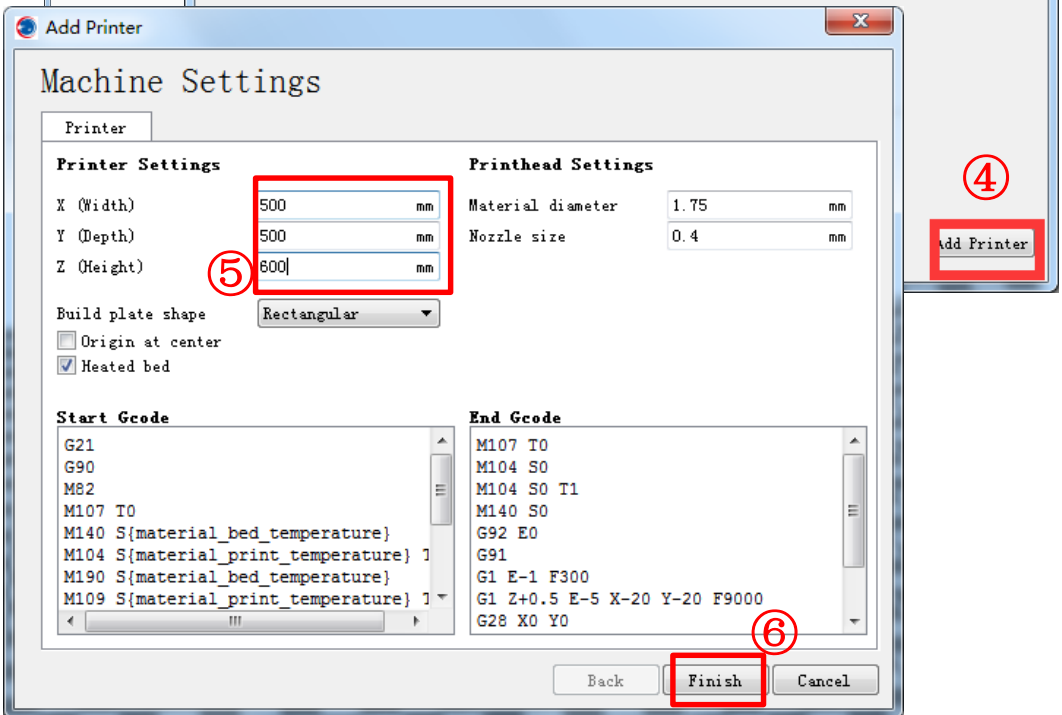 Add Printer
Machine Settings
Printer
Printer Settings
X (Width) 500 mm
Y (Depth) 500 mm
Z (Height) 600 mm
⑤
Build plate shape Rectangular
Origin at center
Heated bed
Printhead Settings
Material diameter 1.75 mm
Nozzle size 0.4 mm
④
Add Printer
Start Gcode
G21
G90
M82
M107 T0
M140 S{material_bed_temperature}
M104 S{material_print_temperature} T
M190 S{material_bed_temperature}
M109 S{material_print_temperature} T
End Gcode
M107 T0
M104 S0
M104 S0 T1
M140 S0
G92 E0
G91
G1 E-1 F300
G1 Z+0.5 E-5 X-20 Y-20 F9000
G28 X0 Y0
⑥
Back Finish Cancel